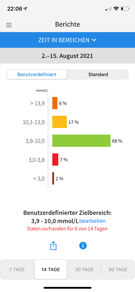 22:06
Berichte
ZEIT IN BEREICHEN
2.–15. August 2021
Benutzerdefiniert Standard
mmol/L
> 13,9 6 %
10,1-13,9 17 %
3,9-10,0 68 %
3,0-3,8 7 %
< 3,0 2 %
Benutzerdefinierter Zielbereich:
3,9 - 10,0 mmol/L bearbeiten
Daten vorhanden für 8 von 14 Tagen
7 TAGE 14 TAGE 30 TAGE 90 TAGE